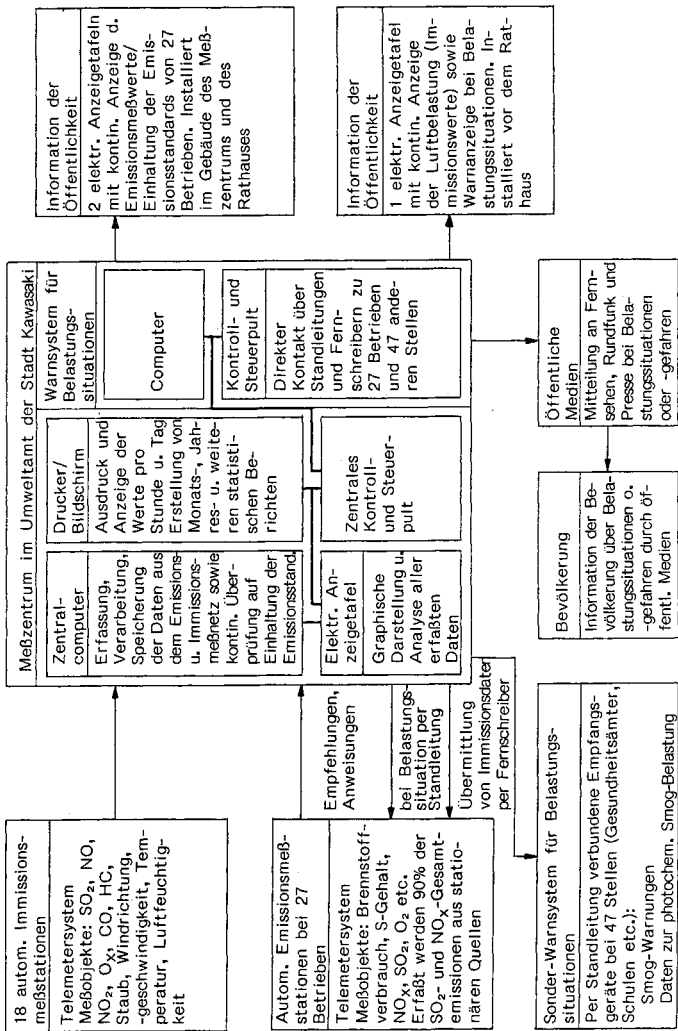 18 autom. Immissions-
meßstationen
Telemetersystem
Meßobjekte: SO₂, NO,
NO₂, Oₓ, CO, HC,
Staub, Windrichtung,
-geschwindigkeit, Tem-
peratur, Luftfeuchtig-
keit
Autom. Emissionsmeß-
stationen bei 27
Betrieben
Telemetersystem
Meßobjekte: Brennstoff-
verbrauch, S-Gehalt,
NOₓ, SO₂, O₂ etc.
Erfaßt werden 90% der
SO₂- und NOₓ-Gesamt-
emissionen aus statio-
nären Quellen
Empfehlungen,
Anweisungen
bei Belastungs-
situation per
Standleitung
Übermittlung
von Immissionsdater
per Fernschreiber
Sonder-Warnsystem für Belastungs-
situationen
Per Standleitung verbundene Empfangs-
geräte bei 47 Stellen (Gesundheitsämter,
Schulen etc.):
Smog-Warnungen
Daten zur photochem. Smog-Belastung
Meßzentrum im Umweltamt der Stadt Kawasaki
Zentral-
computer
Erfassung,
Verarbeitung,
Speicherung
der Daten aus
dem Emissions-
u. Immissions-
meßnetz sowie
kontin. Über-
prüfung auf
Einhaltung der
Emissionsstand.
Drucker/
Bildschirm
Ausdruck und
Anzeige der
Werte pro
Stunde u. Tag
Erstellung von
Monats-, Jah-
res- u. weite-
ren statisti-
schen Be-
richten
Warnsystem für
Belastungs-
situationen
Computer
Elektr. An-
zeigetafel
Graphische
Darstellung u.
Analyse aller
erfaßten
Daten
Zentrales
Kontroll-
und Steuer-
pult
Kontroll- und
Steuerpult
Direkter
Kontakt über
Standleitungen
und Fern-
schreibern zu
27 Betrieben
und 47 ande-
ren Stellen
Bevölkerung
Information der Be-
völkerung über Bela-
stungssituationen o.
-gefahren durch öf-
fentl. Medien
Öffentliche
Medien
Mitteilung an Fern-
sehen, Rundfunk und
Presse bei Bela-
stungssituationen
oder -gefahren
Information der
Öffentlichkeit
2 elektr. Anzeigetafeln
mit kontin. Anzeige d.
Emissionsmeßwerte/
Einhaltung der Emis-
sionsstandards von 27
Betrieben. Installiert
im Gebäude des Meß-
zentrums und des
Rathauses
Information der
Öffentlichkeit
1 elektr. Anzeigetafel
mit kontin. Anzeige
der Luftbelastung (Im-
missionswerte) sowie
Warnanzeige bei Bela-
stungssituationen. In-
stalliert vor dem Rat-
haus